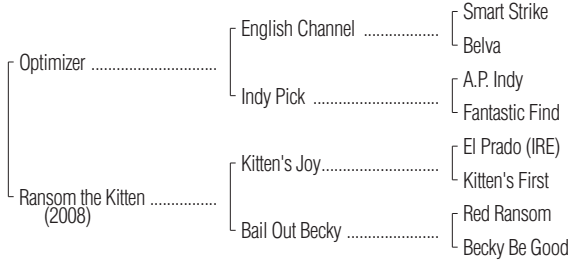 Smart Strike
English Channel ..................
Belva
Optimizer ..............................
A.P. Indy
Indy Pick ..............................
Fantastic Find
El Prado (IRE)
Kitten's Joy............................
Kitten's First
Ransom the Kitten ................
(2008)
Red Ransom
Bail Out Becky ......................
Becky Be Good